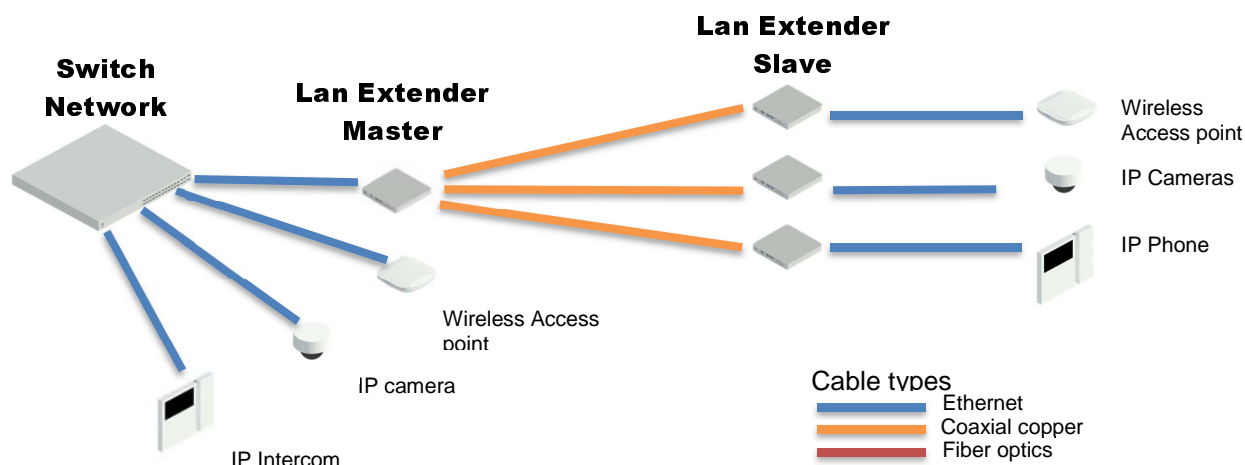 Switch
Network
Lan Extender
Master
Lan Extender
Slave
Wireless
Access point
IP Cameras
IP Phone
Wireless Access
point
IP camera
IP Intercom
Cable types
Ethernet
Coaxial copper
Fiber optics